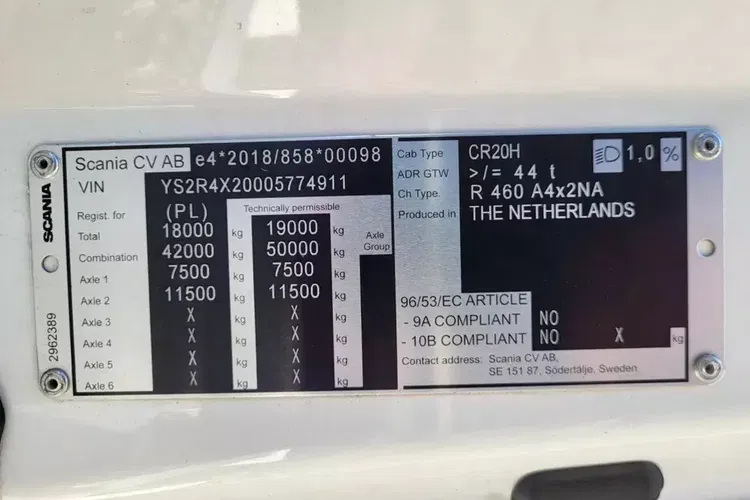 Scania CV AB e4*2018/858*00098
VIN YS2R4X20005774911
Regist. for (PL) Technically permissible
Total 18000 kg 19000 kg Axle Group
Combination 42000 kg 50000 kg
Axle 1 7500 kg 7500 kg
Axle 2 11500 kg 11500 kg
Axle 3 X kg X kg
Axle 4 X kg X kg
Axle 5 X kg X kg
Axle 6 X kg X kg
Cab Type CR20H 1,0 %
ADR GTW >/= 44 t
Ch Type. R 460 A4x2NA
Produced in THE NETHERLANDS
96/53/EC ARTICLE
- 9A COMPLIANT NO
- 10B COMPLIANT NO X kg
Contact address: Scania CV AB,
SE 151 87, Södertälje, Sweden
SCANIA
2962389